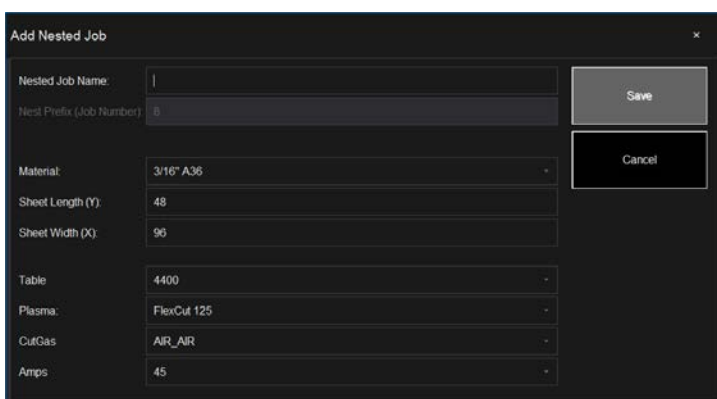 Add Nested Job ×
Nested Job Name:
Save
Nest Prefix (Job Number):
Cancel
Material: 3/16" A36
Sheet Length (Y): 48
Sheet Width (X): 96
Table 4400
Plasma: FlexCut 125
CutGas AIR_AIR
Amps 45